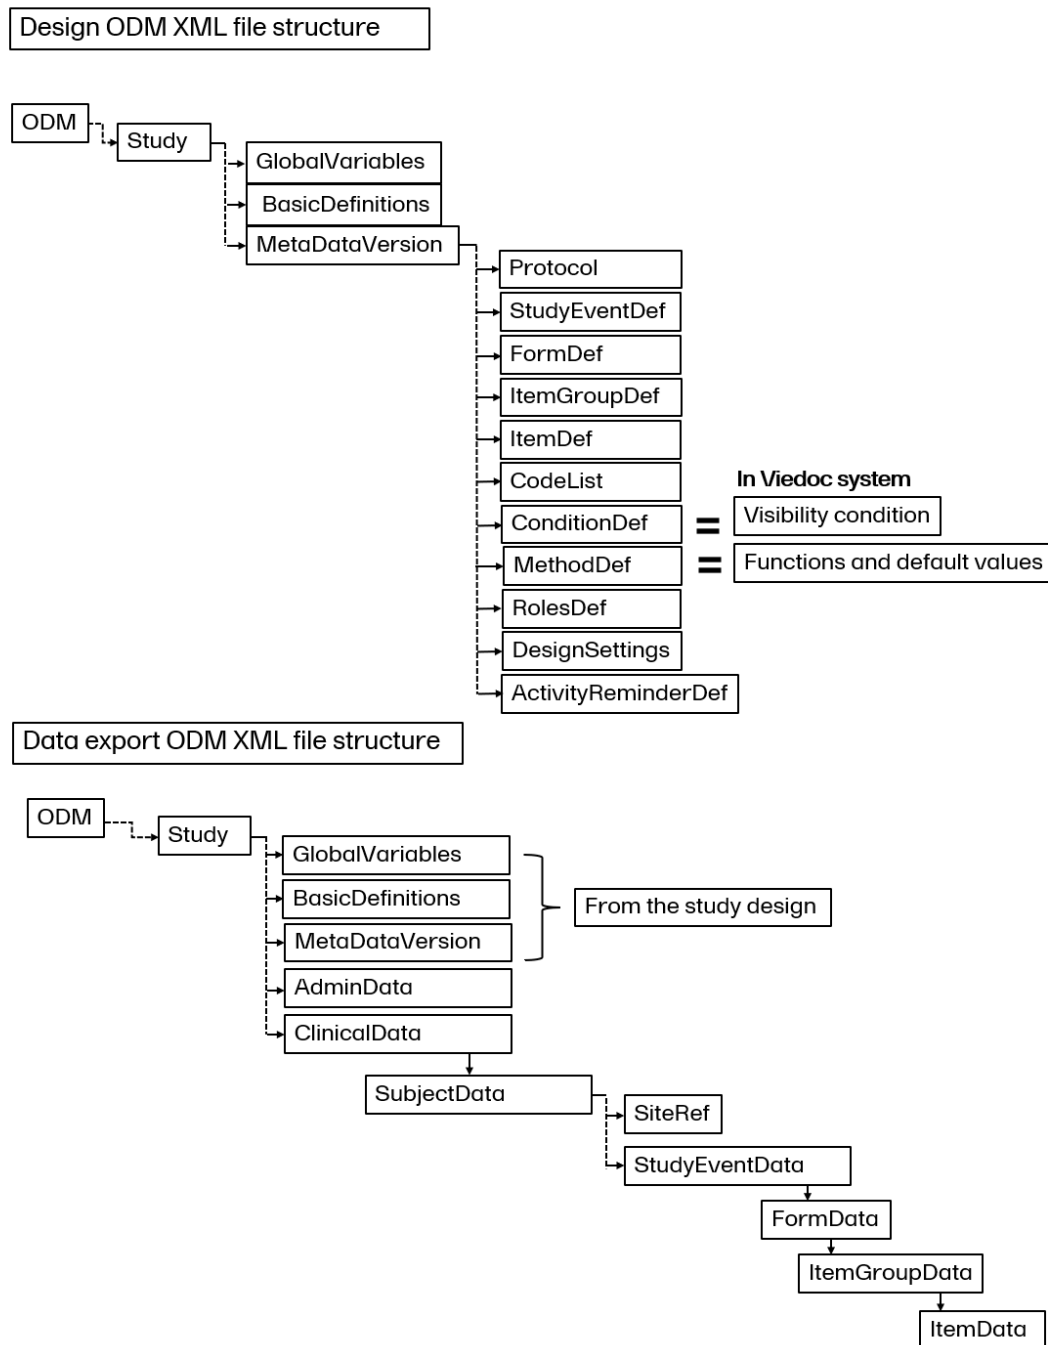 Design ODM XML file structure
ODM
Study
GlobalVariables
BasicDefinitions
MetaDataVersion
Protocol
StudyEventDef
FormDef
ItemGroupDef
ItemDef
CodeList
In Viedoc system
ConditionDef = Visibility condition
MethodDef = Functions and default values
RolesDef
DesignSettings
ActivityReminderDef
Data export ODM XML file structure
ODM
Study
GlobalVariables
BasicDefinitions
From the study design
MetaDataVersion
AdminData
ClinicalData
SubjectData
SiteRef
StudyEventData
FormData
ItemGroupData
ItemData